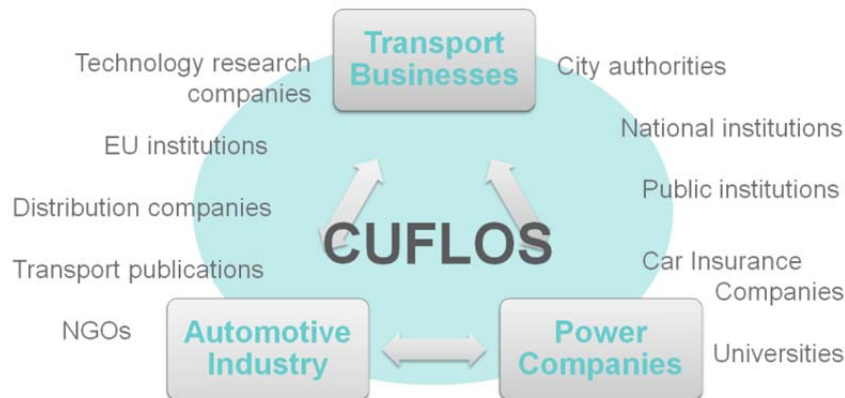 Transport
Businesses
Technology research
companies
City authorities
EU institutions
National institutions
Distribution companies
Public institutions
CUFLOS
Transport publications
Car Insurance
Companies
NGOs
Automotive
Industry
Power
Companies
Universities